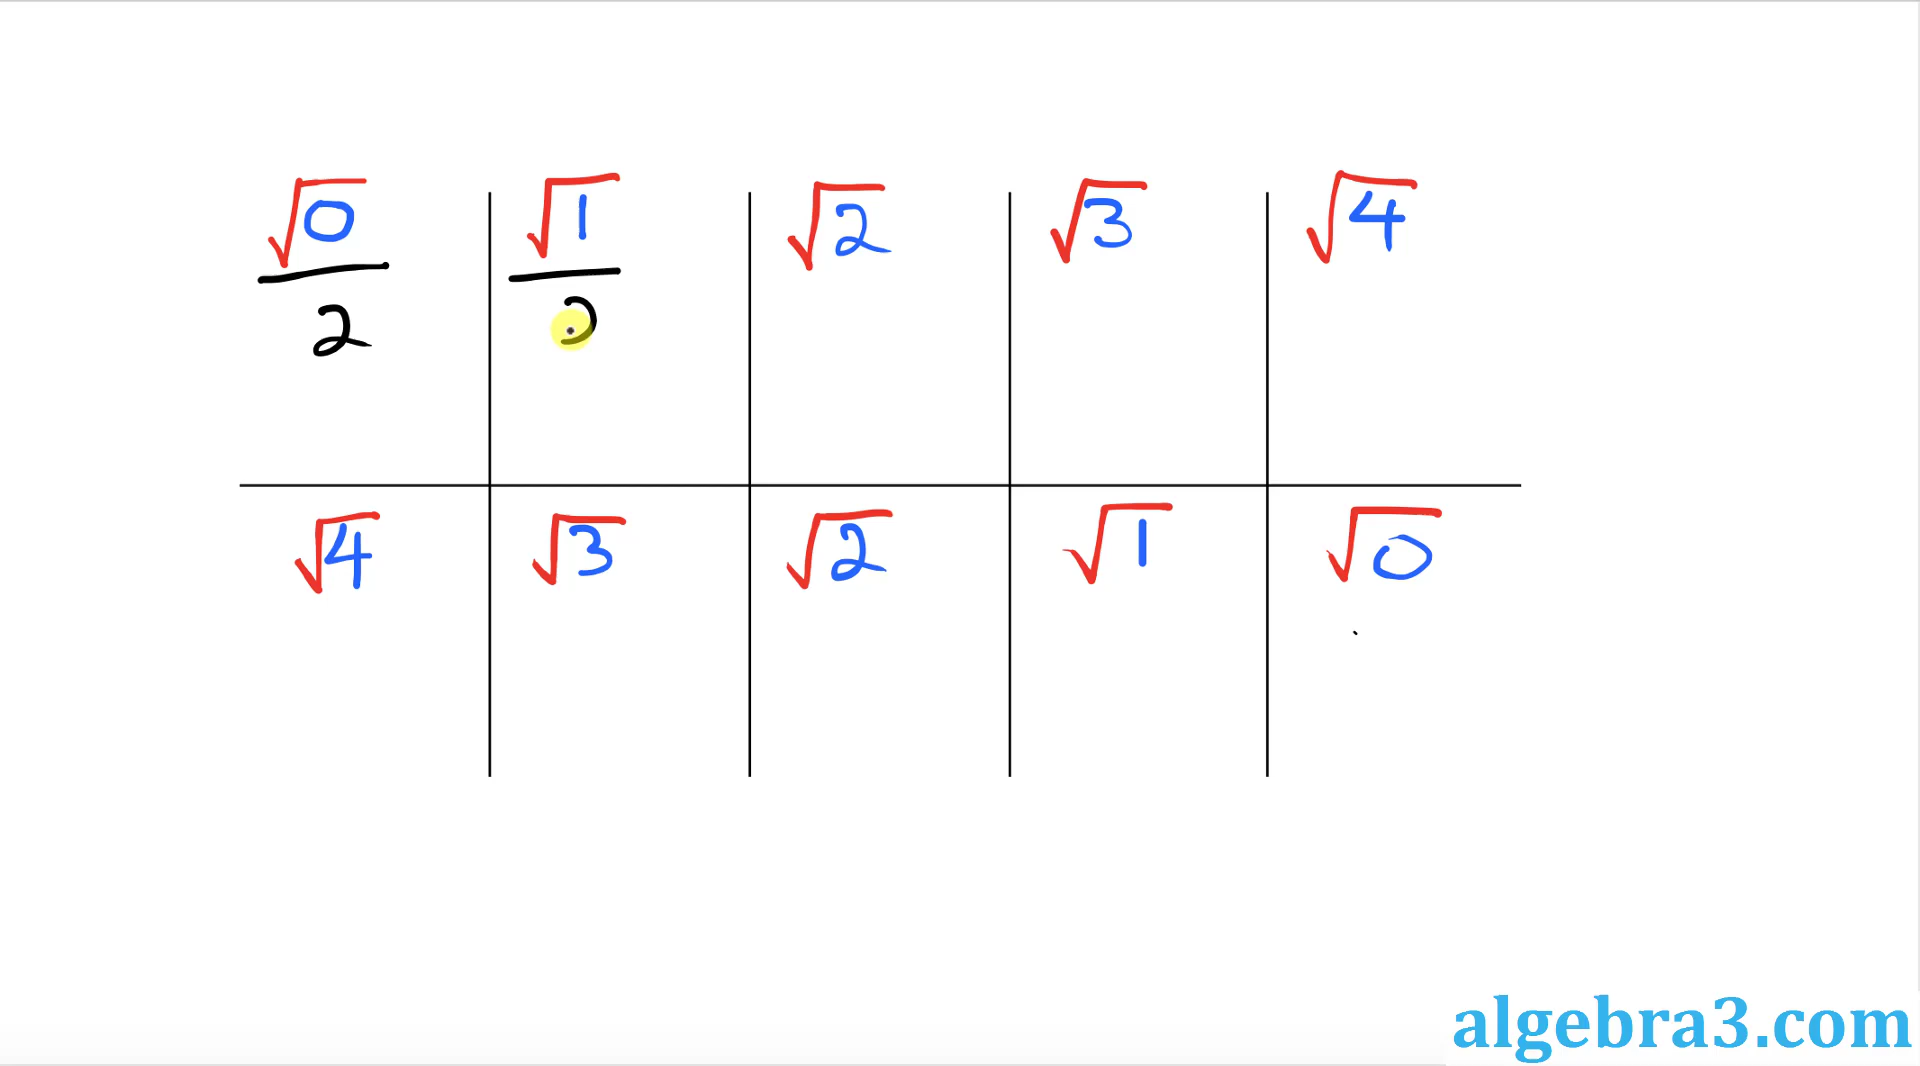 √0/2 √1/2 √2 √3 √4
√4 √3 √2 √1 √0
algebra3.com